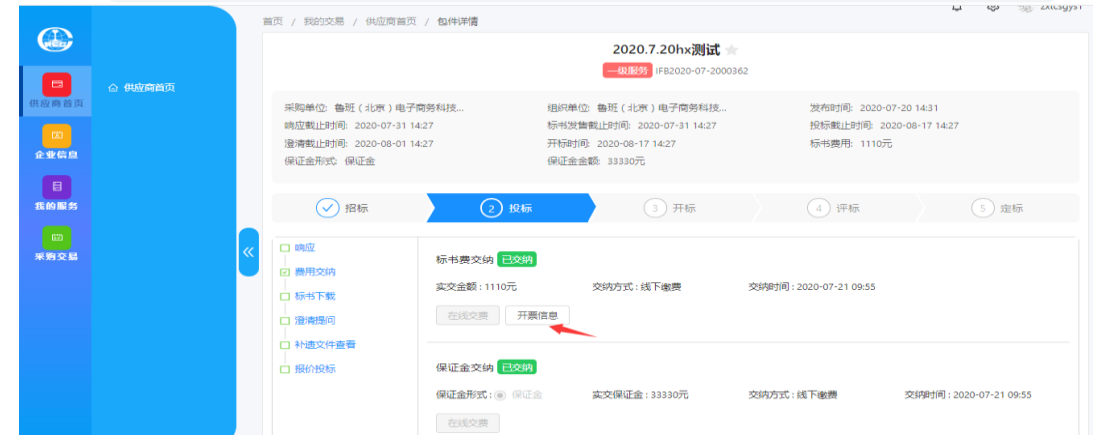 首页 / 我的交易 / 供应商首页 / 包件详情
2020.7.20hx测试
一级服务 IFB2020-07-2000362
供应商首页
供应商首页
企业信息
我的服务
采购交易
采购单位: 鲁班（北京）电子商务科技... 组织单位: 鲁班（北京）电子商务科技... 发布时间: 2020-07-20 14:31
响应截止时间: 2020-07-31 14:27 标书发售截止时间: 2020-07-31 14:27 投标截止时间: 2020-08-17 14:27
澄清截止时间: 2020-08-01 14:27 开标时间: 2020-08-17 14:27 标书费用: 1110元
保证金形式: 保证金 保证金金额: 33330元
招标 2 投标 3 开标 4 评标 5 定标
响应
费用交纳
标书下载
澄清提问
补遗文件查看
报价投标
标书费交纳 已交纳
实交金额 : 1110元 交纳方式 : 线下缴费 交纳时间 : 2020-07-21 09:55
在线交费 开票信息
保证金交纳 已交纳
保证金形式 : 保证金 实交保证金 : 33330元 交纳方式 : 线下缴费 交纳时间 : 2020-07-21 09:55
在线交费